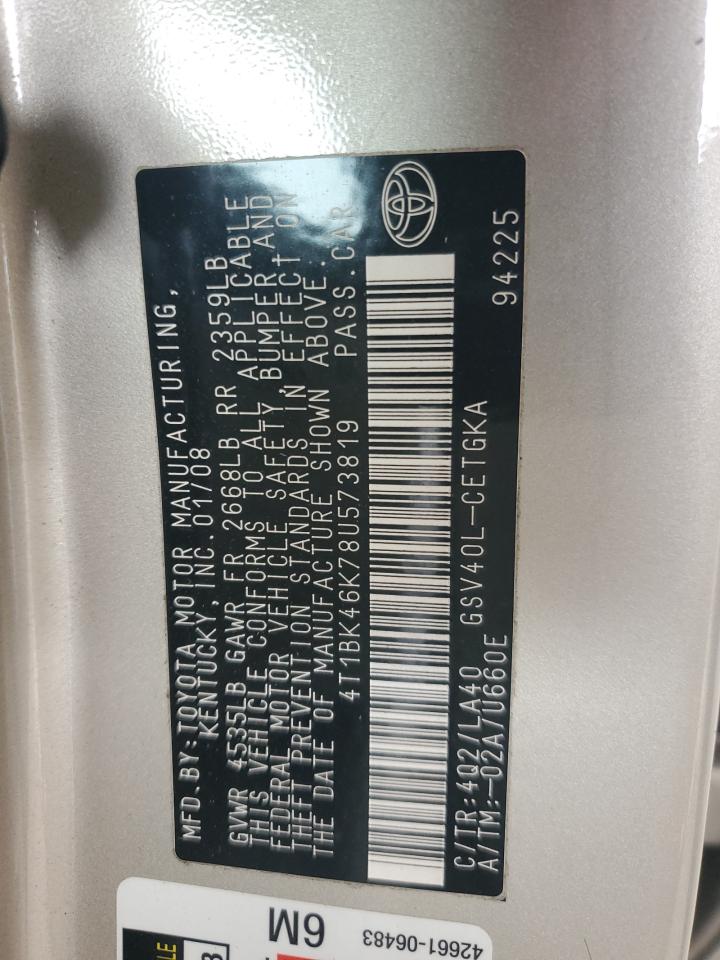 MFD.BY:TOYOTA MOTOR MANUFACTURING,
KENTUCKY, INC.01/08
GVWR 4535LB GAWR FR 2668LB RR 2359LB
THIS VEHICLE CONFORMS TO ALL APPLICABLE
FEDERAL MOTOR VEHICLE SAFETY, BUMPER, AND
THEFT PREVENTION STANDARDS IN EFFECT ON
THE DATE OF MANUFACTURE SHOWN ABOVE.
4T1BK46K78U573819 PASS.CAR
C/TR:4Q2/LA40 GSV40L-CETGKA
A/TM:-02A/U660E 94225
6M
42661-06483